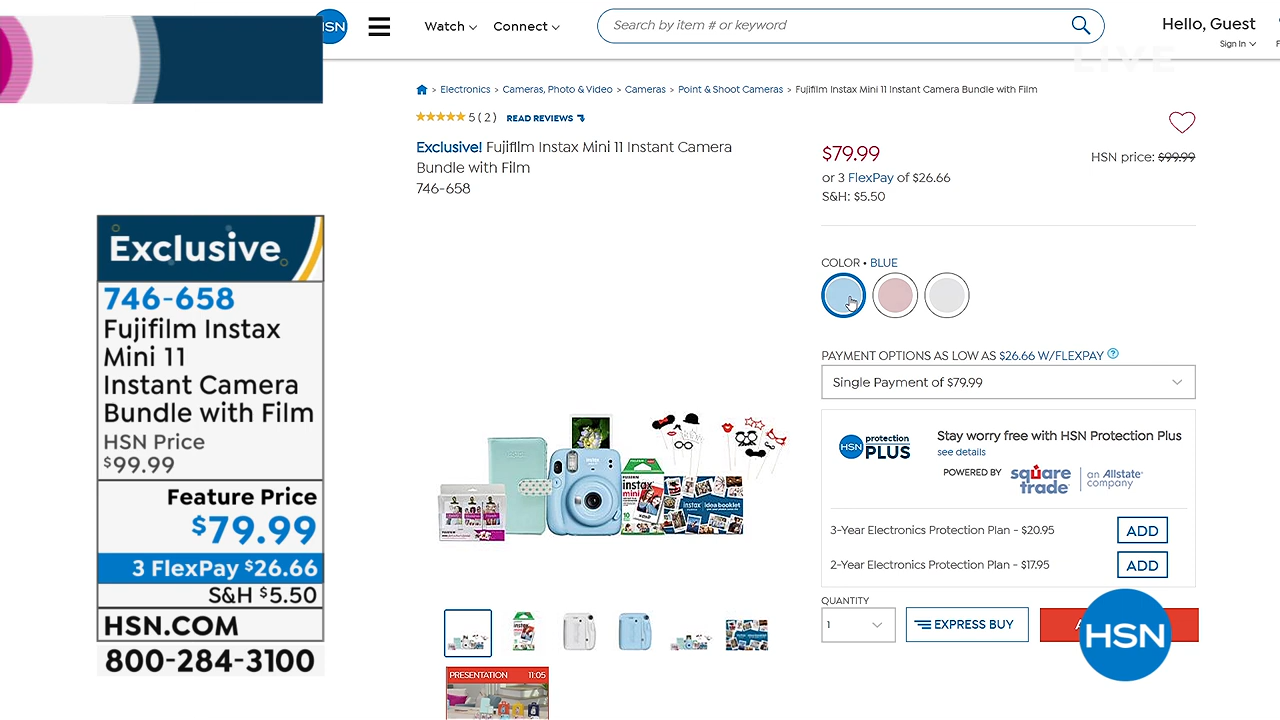 HSN
Watch
Connect
Search by item # or keyword
Hello, Guest
Sign In
LIVE
Electronics > Cameras, Photo & Video > Cameras > Point & Shoot Cameras > Fujifilm Instax Mini 11 Instant Camera Bundle with Film
5 ( 2 ) READ REVIEWS
Exclusive! Fujifilm Instax Mini 11 Instant Camera
Bundle with Film
746-658
$79.99
HSN price: $99.99
or 3 FlexPay of $26.66
S&H: $5.50
COLOR • BLUE
PAYMENT OPTIONS AS LOW AS $26.66 W/FLEXPAY ?
Single Payment of $79.99
HSN protection PLUS
Stay worry free with HSN Protection Plus
see details
POWERED BY square trade an Allstate company
3-Year Electronics Protection Plan - $20.95
ADD
2-Year Electronics Protection Plan - $17.95
ADD
QUANTITY
1
EXPRESS BUY
HSN
Exclusive
746-658
Fujifilm Instax
Mini 11
Instant Camera
Bundle with Film
HSN Price
$99.99
Feature Price
$79.99
3 FlexPay $26.66
S&H $5.50
HSN.COM
800-284-3100
instax
mini
instax idea booklet
PRESENTATION 11:05